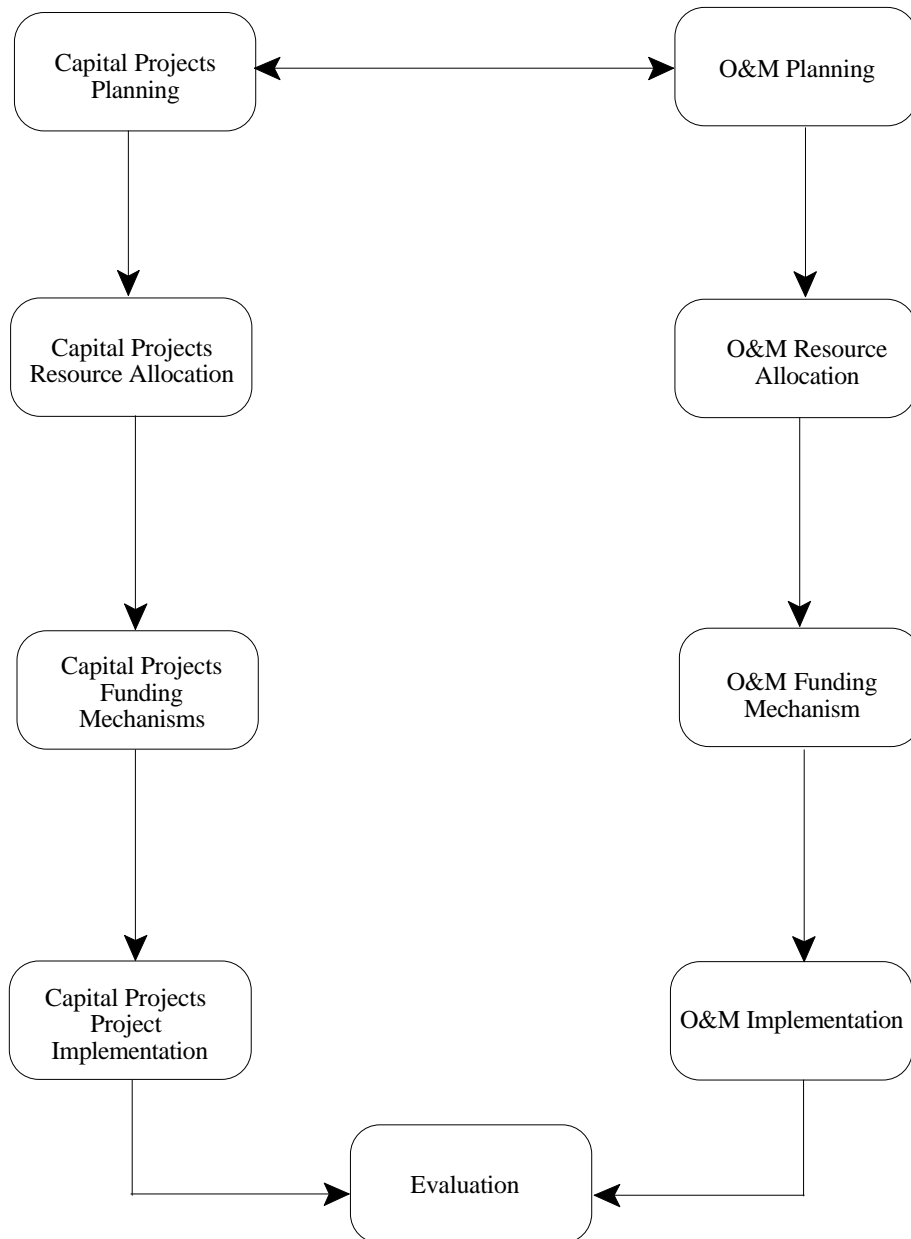 Capital Projects
Planning
O&M Planning
Capital Projects
Resource Allocation
O&M Resource
Allocation
Capital Projects
Funding
Mechanisms
O&M Funding
Mechanism
Capital Projects
Project
Implementation
O&M Implementation
Evaluation